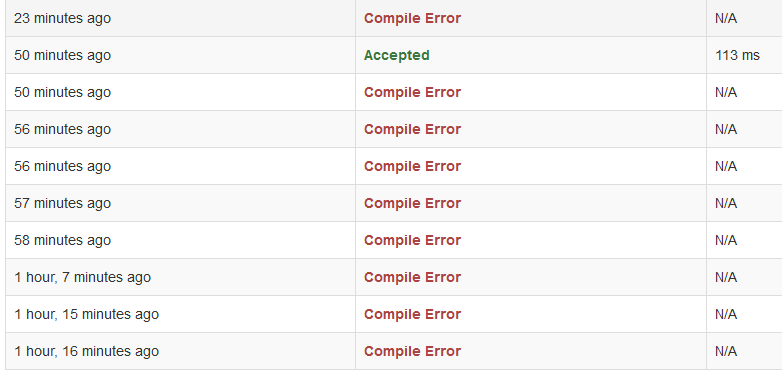 23 minutes ago Compile Error N/A
50 minutes ago Accepted 113 ms
50 minutes ago Compile Error N/A
56 minutes ago Compile Error N/A
56 minutes ago Compile Error N/A
57 minutes ago Compile Error N/A
58 minutes ago Compile Error N/A
1 hour, 7 minutes ago Compile Error N/A
1 hour, 15 minutes ago Compile Error N/A
1 hour, 16 minutes ago Compile Error N/A